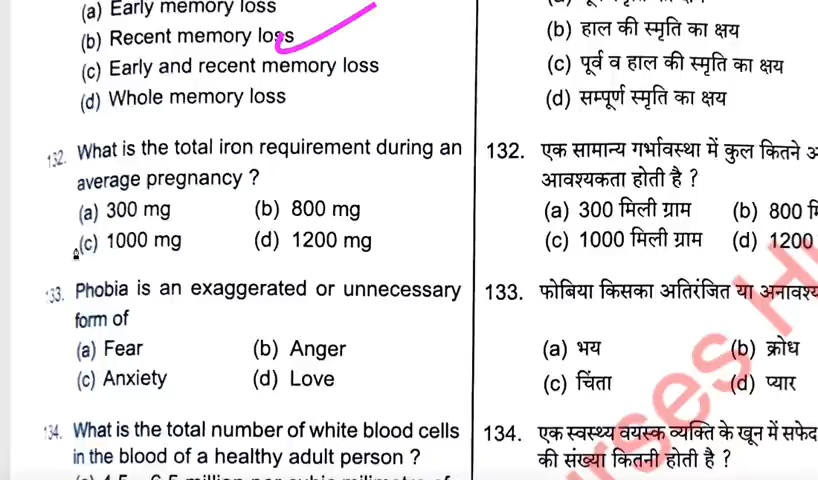 (a) Early memory loss
(b) Recent memory loss
(c) Early and recent memory loss
(d) Whole memory loss
132. What is the total iron requirement during an
average pregnancy ?
(a) 300 mg (b) 800 mg
(c) 1000 mg (d) 1200 mg
133. Phobia is an exaggerated or unnecessary
form of
(a) Fear (b) Anger
(c) Anxiety (d) Love
134. What is the total number of white blood cells
in the blood of a healthy adult person ?
(b) हाल की स्मृति का क्षय
(c) पूर्व व हाल की स्मृति का क्षय
(d) सम्पूर्ण स्मृति का क्षय
132. एक सामान्य गर्भावस्था में कुल कितने
आवश्यकता होती है ?
(a) 300 मिली ग्राम (b) 800
(c) 1000 मिली ग्राम (d) 1200
133. फोबिया किसका अतिरंजित या
(a) भय (b) क्रोध
(c) चिंता (d) प्यार
134. एक स्वस्थ्य वयस्क व्यक्ति के खून में सफेद
की संख्या कितनी होती है ?